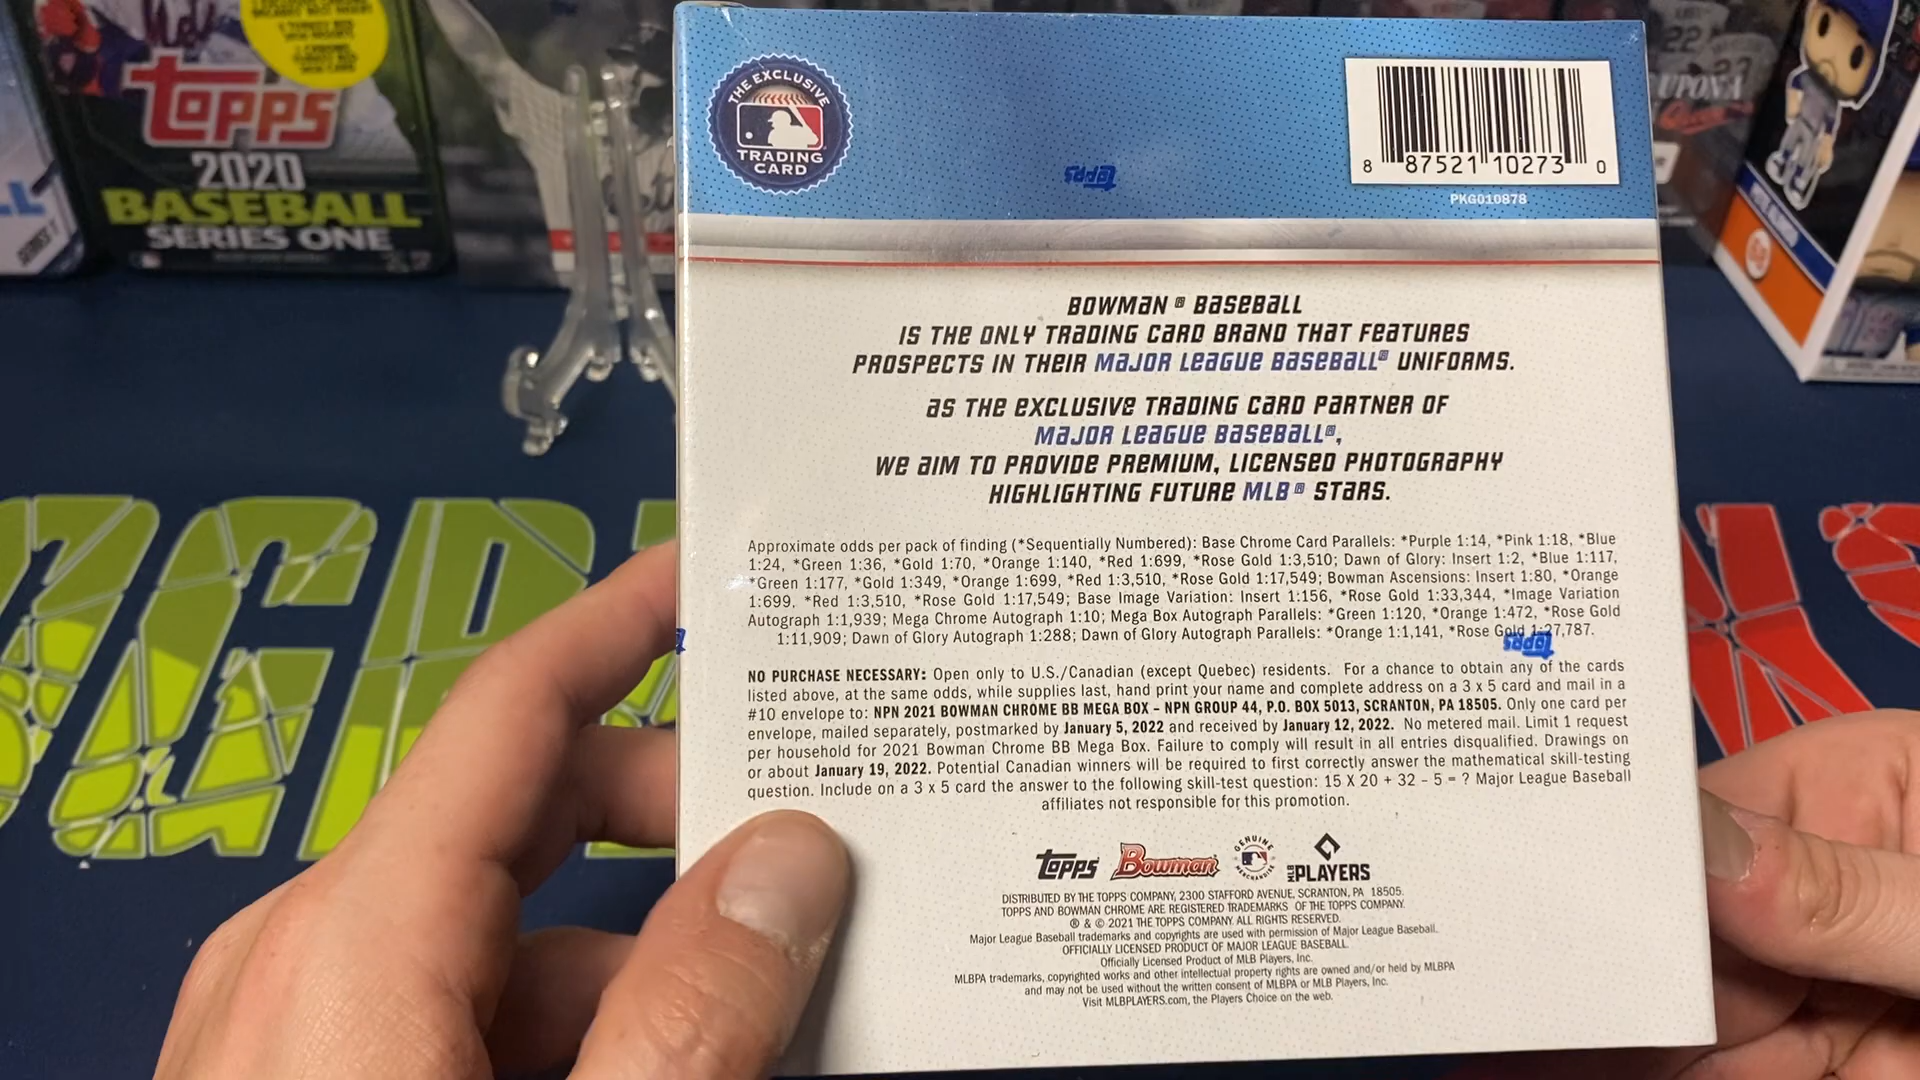 Topps
2020
BASEBALL
SERIES ONE
SERIES 1
UPON A
THE EXCLUSIVE
TRADING
CARD
Topps
8 87521 10273 0
PKG010878
BOWMAN ® BASEBALL
IS THE ONLY TRADING CARD BRAND THAT FEATURES
PROSPECTS IN THEIR MAJOR LEAGUE BASEBALL® UNIFORMS.
AS THE EXCLUSIVE TRADING CARD PARTNER OF
MAJOR LEAGUE BASEBALL®,
WE AIM TO PROVIDE PREMIUM, LICENSED PHOTOGRAPHY
HIGHLIGHTING FUTURE MLB® STARS.
Approximate odds per pack of finding (*Sequentially Numbered): Base Chrome Card Parallels: *Purple 1:14, *Pink 1:18, *Blue
1:24, *Green 1:36, *Gold 1:70, *Orange 1:140, *Red 1:699, *Rose Gold 1:3,510; Dawn of Glory: Insert 1:2, *Blue 1:117,
*Green 1:177, *Gold 1:349, *Orange 1:699, *Red 1:3,510, *Rose Gold 1:17,549; Bowman Ascensions: Insert 1:80, *Orange
1:699. *Red 1:3,510, *Rose Gold 1:17,549; Base Image Variation: Insert 1:156, *Rose Gold 1:33,344, *Image Variation
Autograph 1:1,939; Mega Chrome Autograph 1:10; Mega Box Autograph Parallels: *Green 1:120, *Orange 1:472, *Rose Gold
1:11,909; Dawn of Glory Autograph 1:288; Dawn of Glory Autograph Parallels: *Orange 1:1,141, *Rose Gold 1:27,787.
Topps
NO PURCHASE NECESSARY: Open only to U.S./Canadian (except Quebec) residents. For a chance to obtain any of the cards
listed above, at the same odds, while supplies last, hand print your name and complete address on a 3 x 5 card and mail in a
#10 envelope to: NPN 2021 BOWMAN CHROME BB MEGA BOX – NPN GROUP 44, P.O. BOX 5013, SCRANTON, PA 18505. Only one card per
envelope, mailed separately, postmarked by January 5, 2022 and received by January 12, 2022. No metered mail. Limit 1 request
per household for 2021 Bowman Chrome BB Mega Box. Failure to comply will result in all entries disqualified. Drawings on
or about January 19, 2022. Potential Canadian winners will be required to first correctly answer the mathematical skill-testing
question. Include on a 3 x 5 card the answer to the following skill-test question: 15 X 20 + 32 – 5 = ? Major League Baseball
affiliates not responsible for this promotion.
Topps Bowman GENUINE MERCHANDISE MLB PLAYERS
DISTRIBUTED BY THE TOPPS COMPANY, 2300 STAFFORD AVENUE, SCRANTON, PA 18505.
TOPPS AND BOWMAN CHROME ARE REGISTERED TRADEMARKS OF THE TOPPS COMPANY.
® & © 2021 THE TOPPS COMPANY. ALL RIGHTS RESERVED.
Major League Baseball trademarks and copyrights are used with permission of Major League Baseball.
OFFICIALLY LICENSED PRODUCT OF MAJOR LEAGUE BASEBALL.
Officially Licensed Product of MLB Players, Inc.
MLBPA trademarks, copyrighted works and other intellectual property rights are owned and/or held by MLBPA
and may not be used without the written consent of MLBPA or MLB Players, Inc.
Visit MLBPLAYERS.com, the Players Choice on the web.